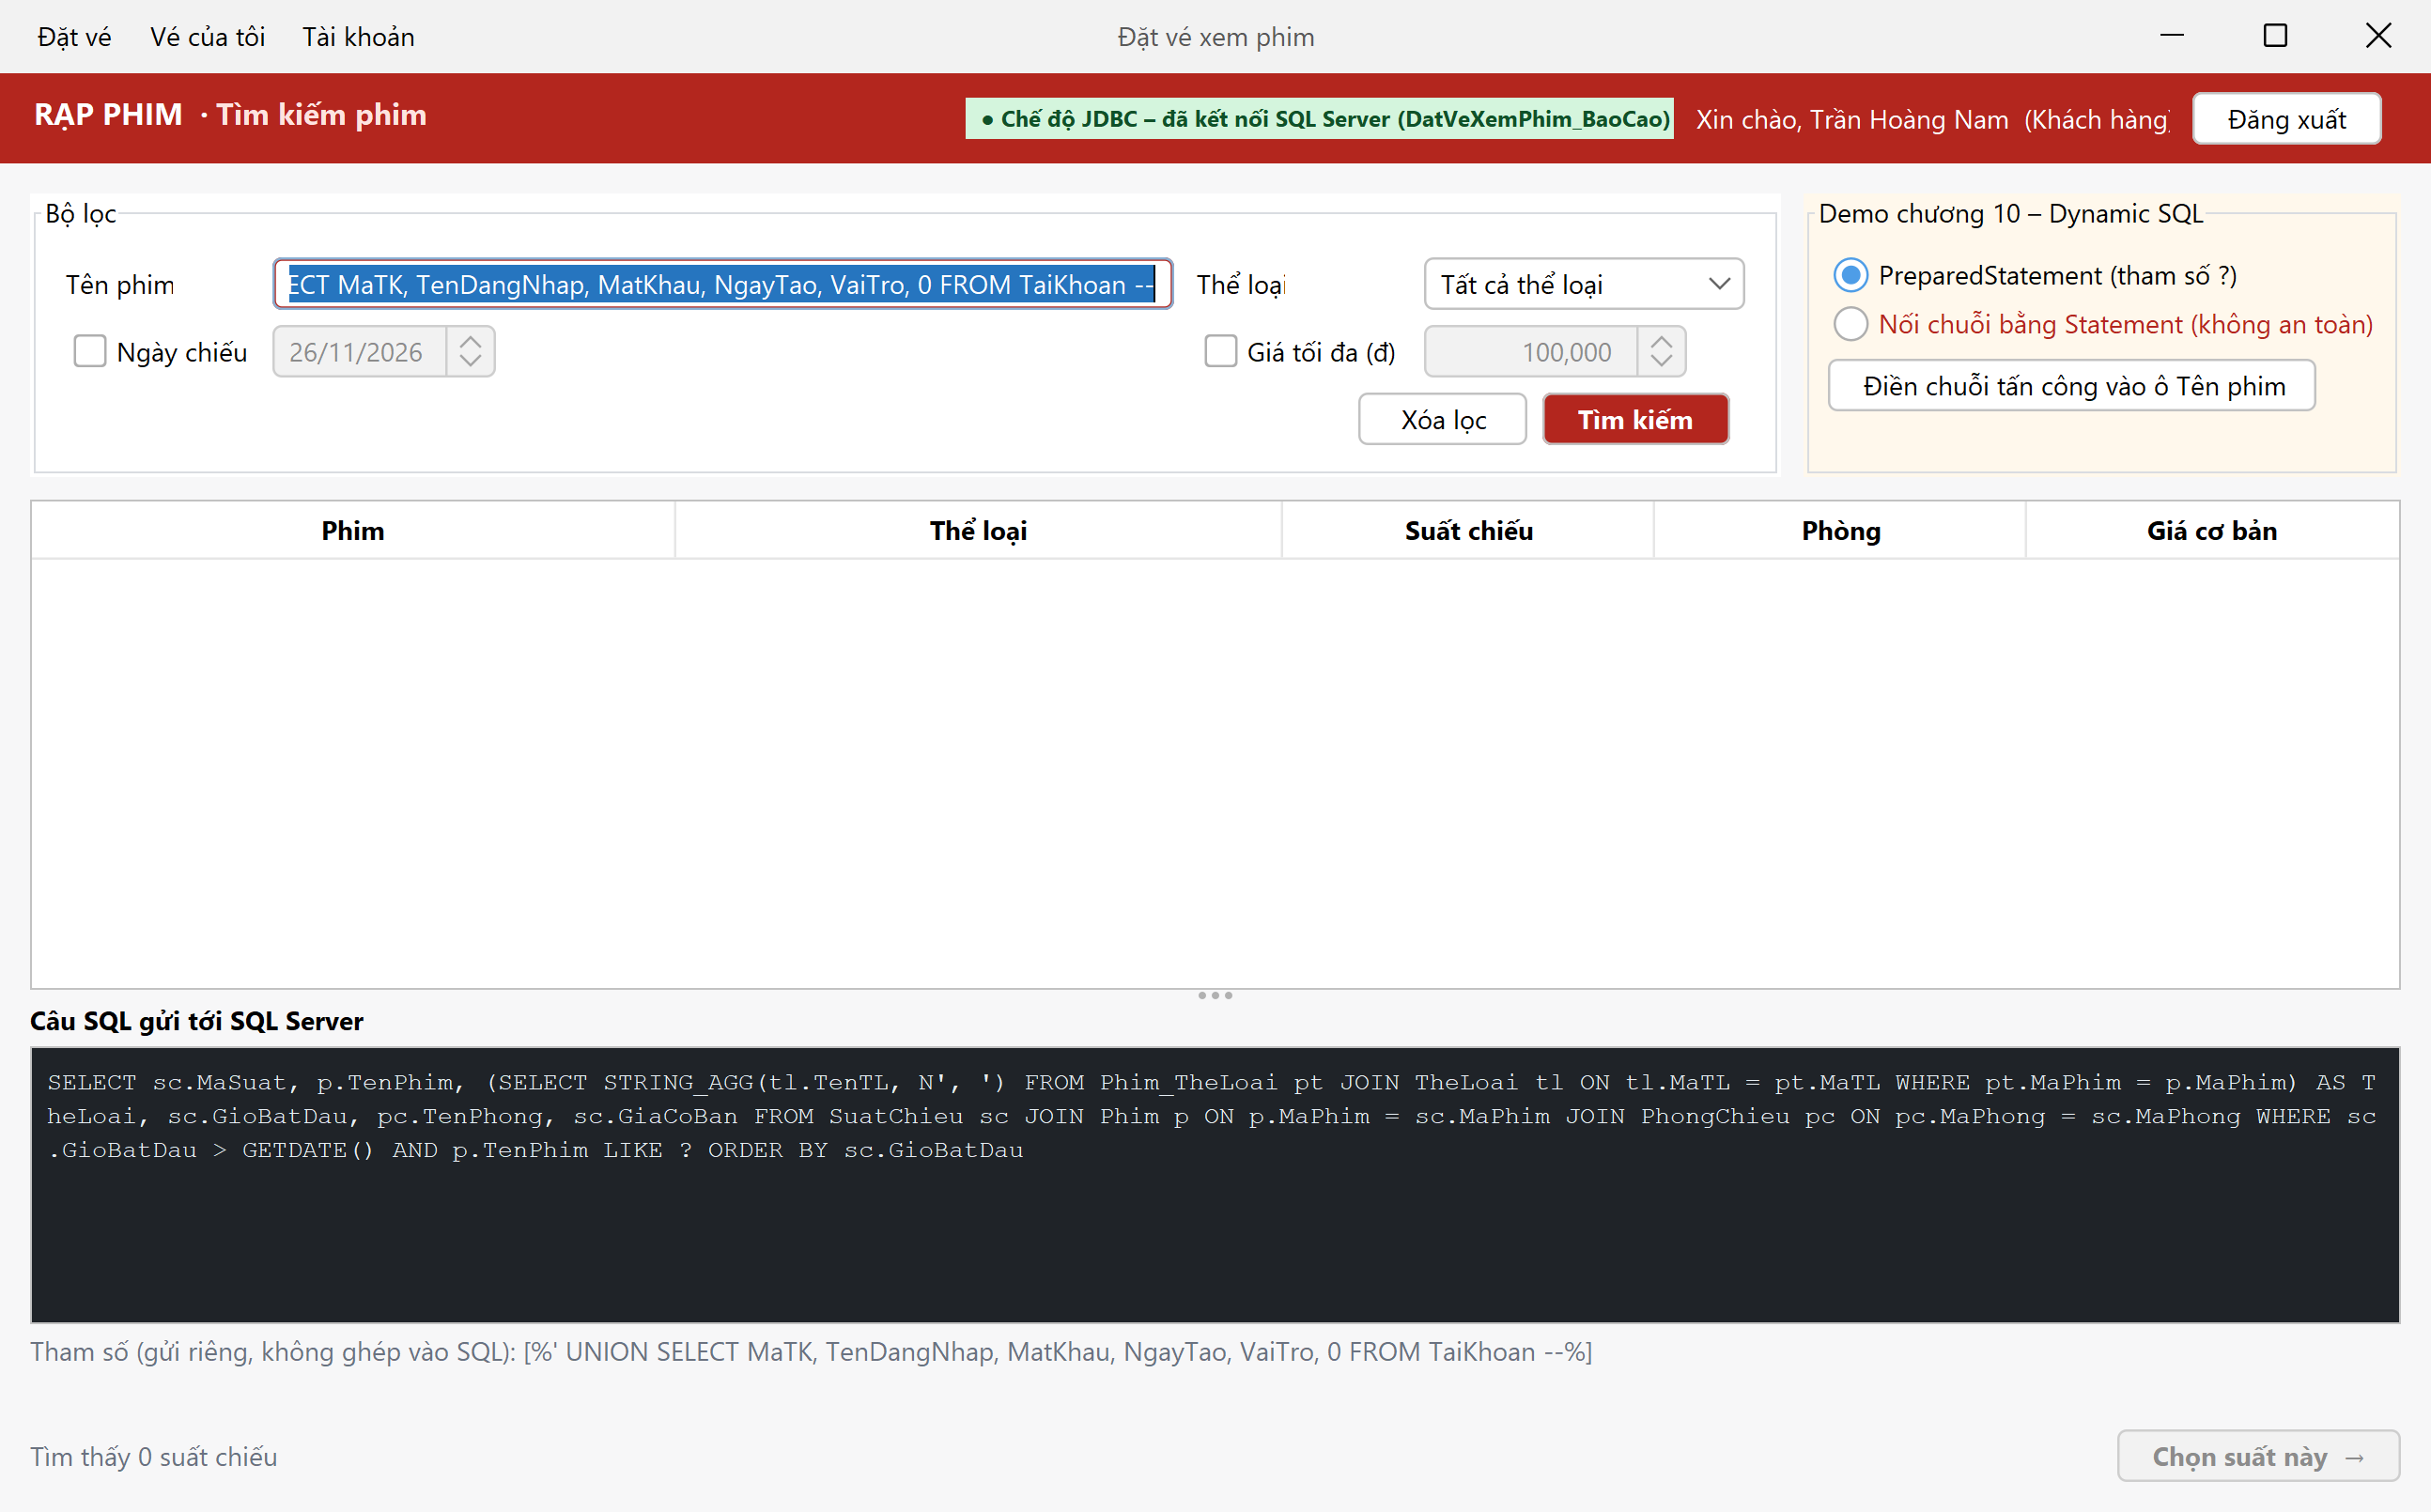 Đặt vé Vé của tôi Tài khoản Đặt vé xem phim
RẠP PHIM · Tìm kiếm phim ● Chế độ JDBC – đã kết nối SQL Server (DatVeXemPhim_BaoCao) Xin chào, Trần Hoàng Nam (Khách hàng) Đăng xuất
Bộ lọc
Tên phim ECT MaTK, TenDangNhap, MatKhau, NgayTao, VaiTro, 0 FROM TaiKhoan -- Thể loại Tất cả thể loại
Ngày chiếu 26/11/2026 Giá tối đa (đ) 100,000
Xóa lọc Tìm kiếm
Demo chương 10 – Dynamic SQL
PreparedStatement (tham số ?)
Nối chuỗi bằng Statement (không an toàn)
Điền chuỗi tấn công vào ô Tên phim
Phim Thể loại Suất chiếu Phòng Giá cơ bản
Câu SQL gửi tới SQL Server
SELECT sc.MaSuat, p.TenPhim, (SELECT STRING_AGG(tl.TenTL, N', ') FROM Phim_TheLoai pt JOIN TheLoai tl ON tl.MaTL = pt.MaTL WHERE pt.MaPhim = p.MaPhim) AS T
heLoai, sc.GioBatDau, pc.TenPhong, sc.GiaCoBan FROM SuatChieu sc JOIN Phim p ON p.MaPhim = sc.MaPhim JOIN PhongChieu pc ON pc.MaPhong = sc.MaPhong WHERE sc
.GioBatDau > GETDATE() AND p.TenPhim LIKE ? ORDER BY sc.GioBatDau
Tham số (gửi riêng, không ghép vào SQL): [%' UNION SELECT MaTK, TenDangNhap, MatKhau, NgayTao, VaiTro, 0 FROM TaiKhoan --%]
Tìm thấy 0 suất chiếu Chọn suất này →